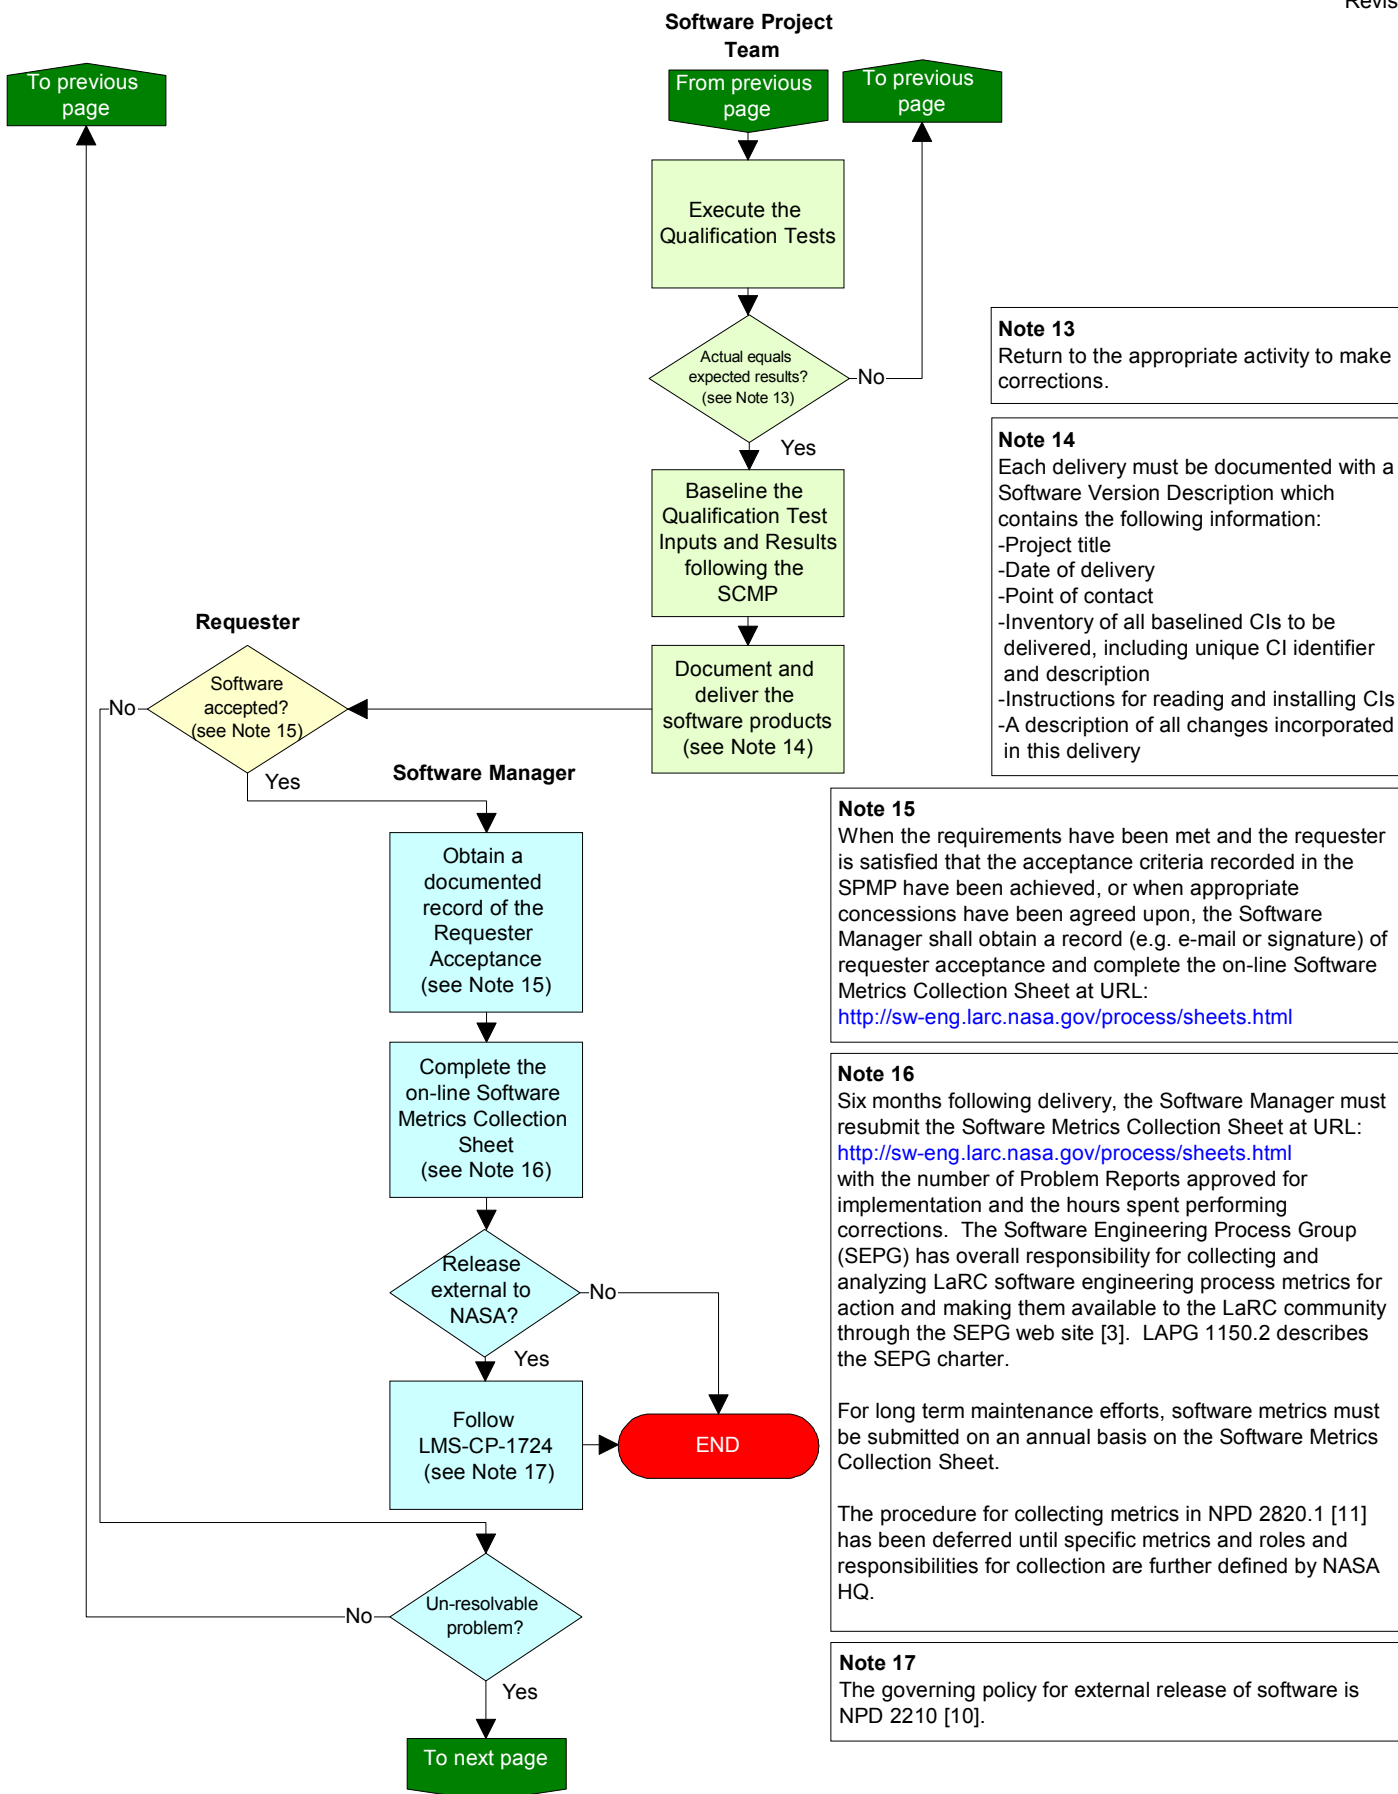 Revis
Software Project
Team
To previous
page
From previous
page
To previous
page
Execute the
Qualification Tests
Actual equals
expected results?
(see Note 13)
No
Yes
Baseline the
Qualification Test
Inputs and Results
following the
SCMP
Document and
deliver the
software products
(see Note 14)
Requester
Software
accepted?
(see Note 15)
No
Yes
Software Manager
Obtain a
documented
record of the
Requester
Acceptance
(see Note 15)
Complete the
on-line Software
Metrics Collection
Sheet
(see Note 16)
Release
external to
NASA?
No
Yes
Follow
LMS-CP-1724
(see Note 17)
END
Un-resolvable
problem?
No
Yes
To next page
Note 13
Return to the appropriate activity to make
corrections.
Note 14
Each delivery must be documented with a
Software Version Description which
contains the following information:
-Project title
-Date of delivery
-Point of contact
-Inventory of all baselined CIs to be
delivered, including unique CI identifier
and description
-Instructions for reading and installing CIs
-A description of all changes incorporated
in this delivery
Note 15
When the requirements have been met and the requester
is satisfied that the acceptance criteria recorded in the
SPMP have been achieved, or when appropriate
concessions have been agreed upon, the Software
Manager shall obtain a record (e.g. e-mail or signature) of
requester acceptance and complete the on-line Software
Metrics Collection Sheet at URL:
http://sw-eng.larc.nasa.gov/process/sheets.html
Note 16
Six months following delivery, the Software Manager must
resubmit the Software Metrics Collection Sheet at URL:
http://sw-eng.larc.nasa.gov/process/sheets.html
with the number of Problem Reports approved for
implementation and the hours spent performing
corrections.  The Software Engineering Process Group
(SEPG) has overall responsibility for collecting and
analyzing LaRC software engineering process metrics for
action and making them available to the LaRC community
through the SEPG web site [3].  LAPG 1150.2 describes
the SEPG charter.
For long term maintenance efforts, software metrics must
be submitted on an annual basis on the Software Metrics
Collection Sheet.
The procedure for collecting metrics in NPD 2820.1 [11]
has been deferred until specific metrics and roles and
responsibilities for collection are further defined by NASA
HQ.
Note 17
The governing policy for external release of software is
NPD 2210 [10].